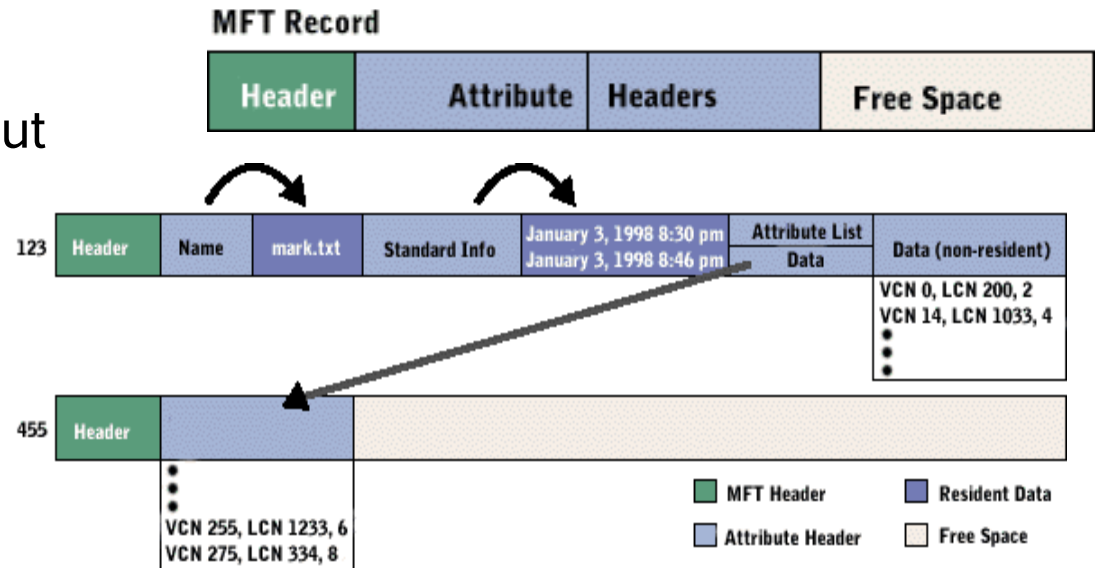 MFT Record
Header Attribute Headers Free Space
ut
123 Header Name mark.txt Standard Info January 3, 1998 8:30 pm Attribute List Data (non-resident)
January 3, 1998 8:46 pm Data
VCN 0, LCN 200, 2
VCN 14, LCN 1033, 4
455 Header
VCN 255, LCN 1233, 6
VCN 275, LCN 334, 8
MFT Header Resident Data
Attribute Header Free Space